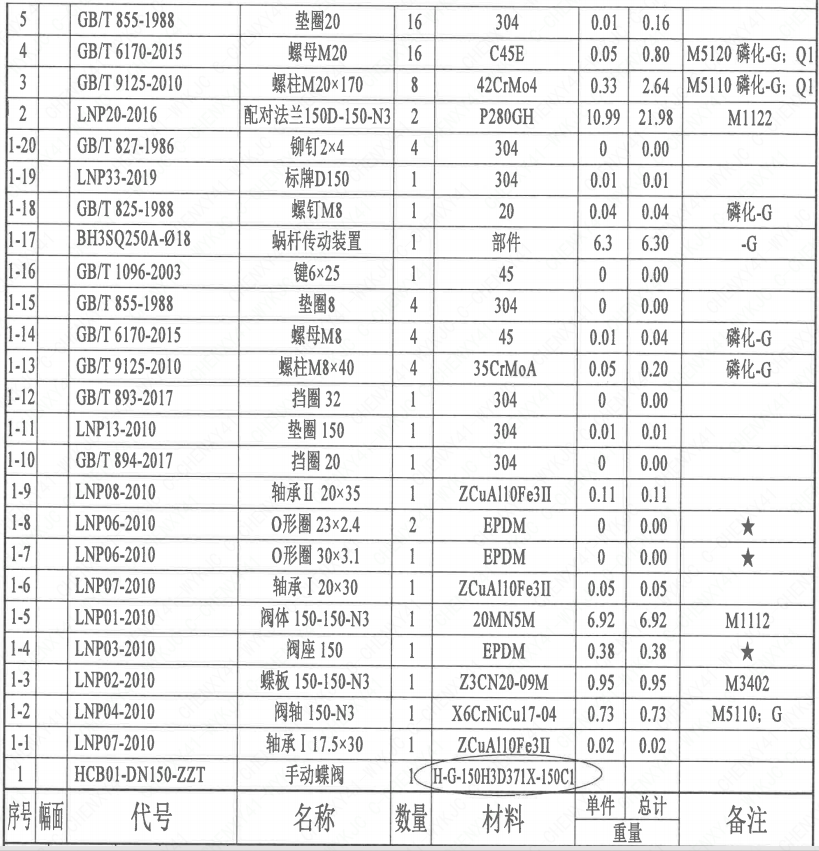 5 GB/T 855-1988 垫圈20 16 304 0.01 0.16
4 GB/T 6170-2015 螺母M20 16 C45E 0.05 0.80 M5120 磷化-G; Q1
3 GB/T 9125-2010 螺柱M20×170 8 42CrMo4 0.33 2.64 M5110 磷化-G; Q1
2 LNP20-2016 配对法兰150D-150-N3 2 P280GH 10.99 21.98 M1122
1-20 GB/T 827-1986 铆钉2×4 4 304 0 0.00
1-19 LNP33-2019 标牌D150 1 304 0.01 0.01
1-18 GB/T 825-1988 螺钉M8 1 20 0.04 0.04 磷化-G
1-17 BH3SQ250A-Ø18 蜗杆传动装置 1 部件 6.3 6.30 -G
1-16 GB/T 1096-2003 键6×25 1 45 0 0.00
1-15 GB/T 855-1988 垫圈8 4 304 0 0.00
1-14 GB/T 6170-2015 螺母M8 4 45 0.01 0.04 磷化-G
1-13 GB/T 9125-2010 螺柱M8×40 4 35CrMoA 0.05 0.20 磷化-G
1-12 GB/T 893-2017 挡圈 32 1 304 0 0.00
1-11 LNP13-2010 垫圈 150 1 304 0.01 0.01
1-10 GB/T 894-2017 挡圈 20 1 304 0 0.00
1-9 LNP08-2010 轴承Ⅱ 20×35 1 ZCuAl10Fe3II 0.11 0.11
1-8 LNP06-2010 O形圈 23×2.4 2 EPDM 0 0.00 ★
1-7 LNP06-2010 O形圈 30×3.1 1 EPDM 0 0.00 ★
1-6 LNP07-2010 轴承Ⅰ20×30 1 ZCuAl10Fe3II 0.05 0.05
1-5 LNP01-2010 阀体 150-150-N3 1 20MN5M 6.92 6.92 M1112
1-4 LNP03-2010 阀座 150 1 EPDM 0.38 0.38 ★
1-3 LNP02-2010 蝶板 150-150-N3 1 Z3CN20-09M 0.95 0.95 M3402
1-2 LNP04-2010 阀轴 150-N3 1 X6CrNiCu17-04 0.73 0.73 M5110; G
1-1 LNP07-2010 轴承Ⅰ17.5×30 1 ZCuAl10Fe3II 0.02 0.02
1 HCB01-DN150-ZZT 手动蝶阀 1 H-G-150H3D371X-150C1
序号 幅面 代号 名称 数量 材料 单件 总计 备注
重量